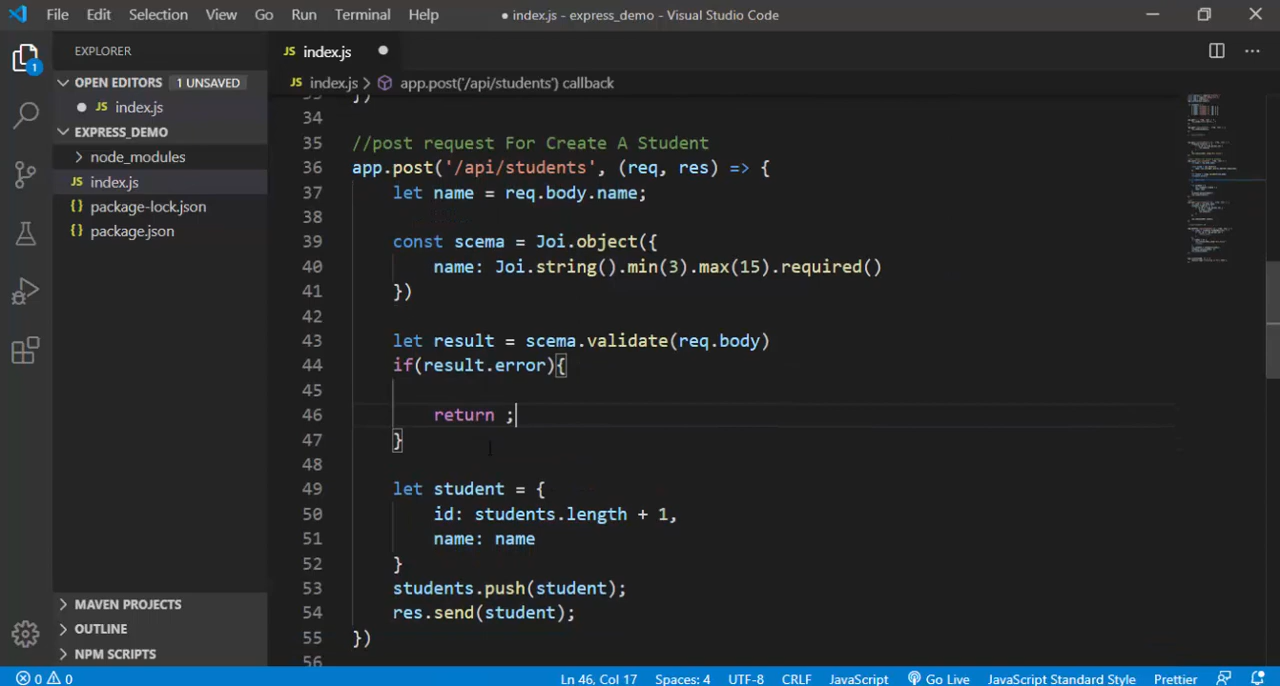 File Edit Selection View Go Run Terminal Help ● index.js - express_demo - Visual Studio Code
EXPLORER
OPEN EDITORS 1 UNSAVED
● JS index.js
EXPRESS_DEMO
node_modules
JS index.js
{} package-lock.json
{} package.json
MAVEN PROJECTS
OUTLINE
NPM SCRIPTS
1
JS index.js ●
JS index.js > app.post('/api/students') callback
34
35 //post request For Create A Student
36 app.post('/api/students', (req, res) => {
37 let name = req.body.name;
38
39 const scema = Joi.object({
40 name: Joi.string().min(3).max(15).required()
41 })
42
43 let result = scema.validate(req.body)
44 if(result.error){
45
46 return ;
47 }
48
49 let student = {
50 id: students.length + 1,
51 name: name
52 }
53 students.push(student);
54 res.send(student);
55 })
56
0 0 Ln 46, Col 17 Spaces: 4 UTF-8 CRLF JavaScript Go Live JavaScript Standard Style Prettier